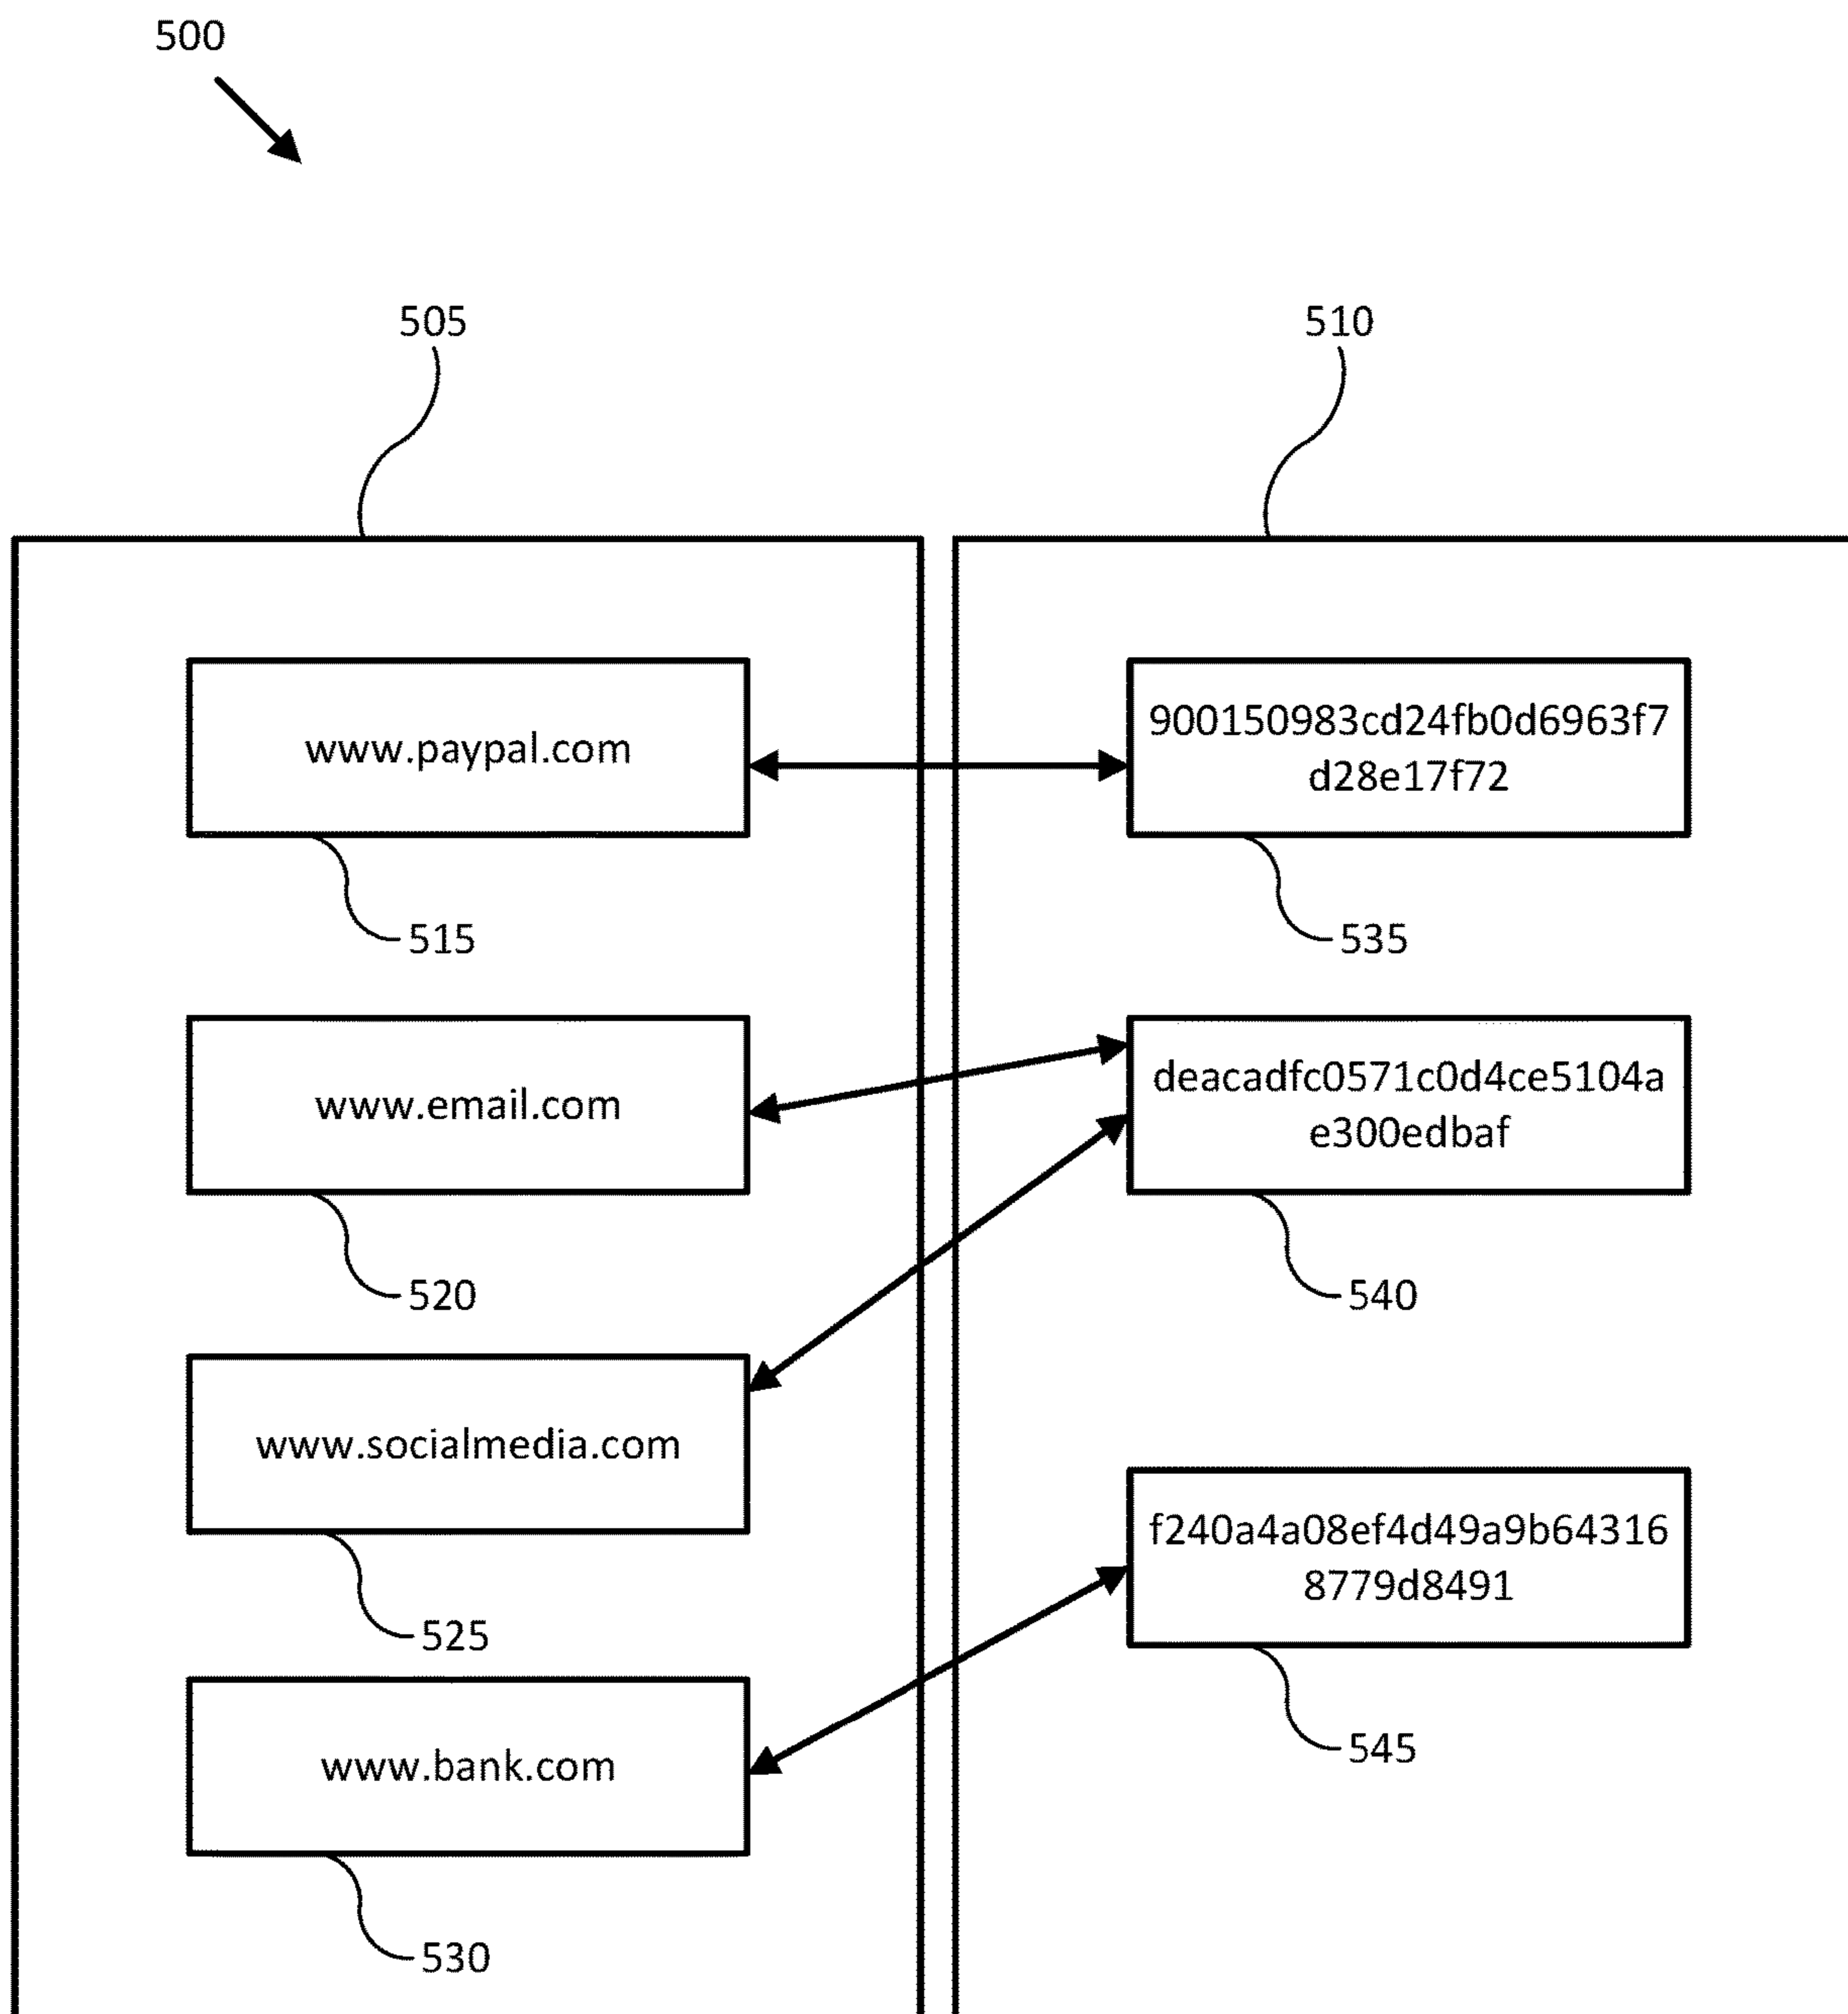 500
505
510
www.paypal.com
900150983cd24fb0d6963f7
d28e17f72
515
535
www.email.com
deacadfc0571c0d4ce5104a
e300edbaf
520
540
www.socialmedia.com
f240a4a08ef4d49a9b64316
8779d8491
525
www.bank.com
545
530